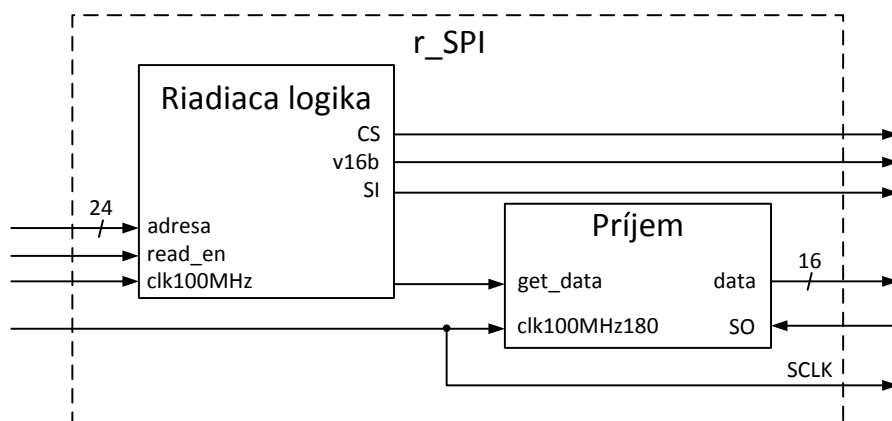 r_SPI
Riadiaca logika
CS
v16b
SI
24
adresa
read_en
clk100MHz
Príjem
get_data
data
16
clk100MHz180
SO
SCLK